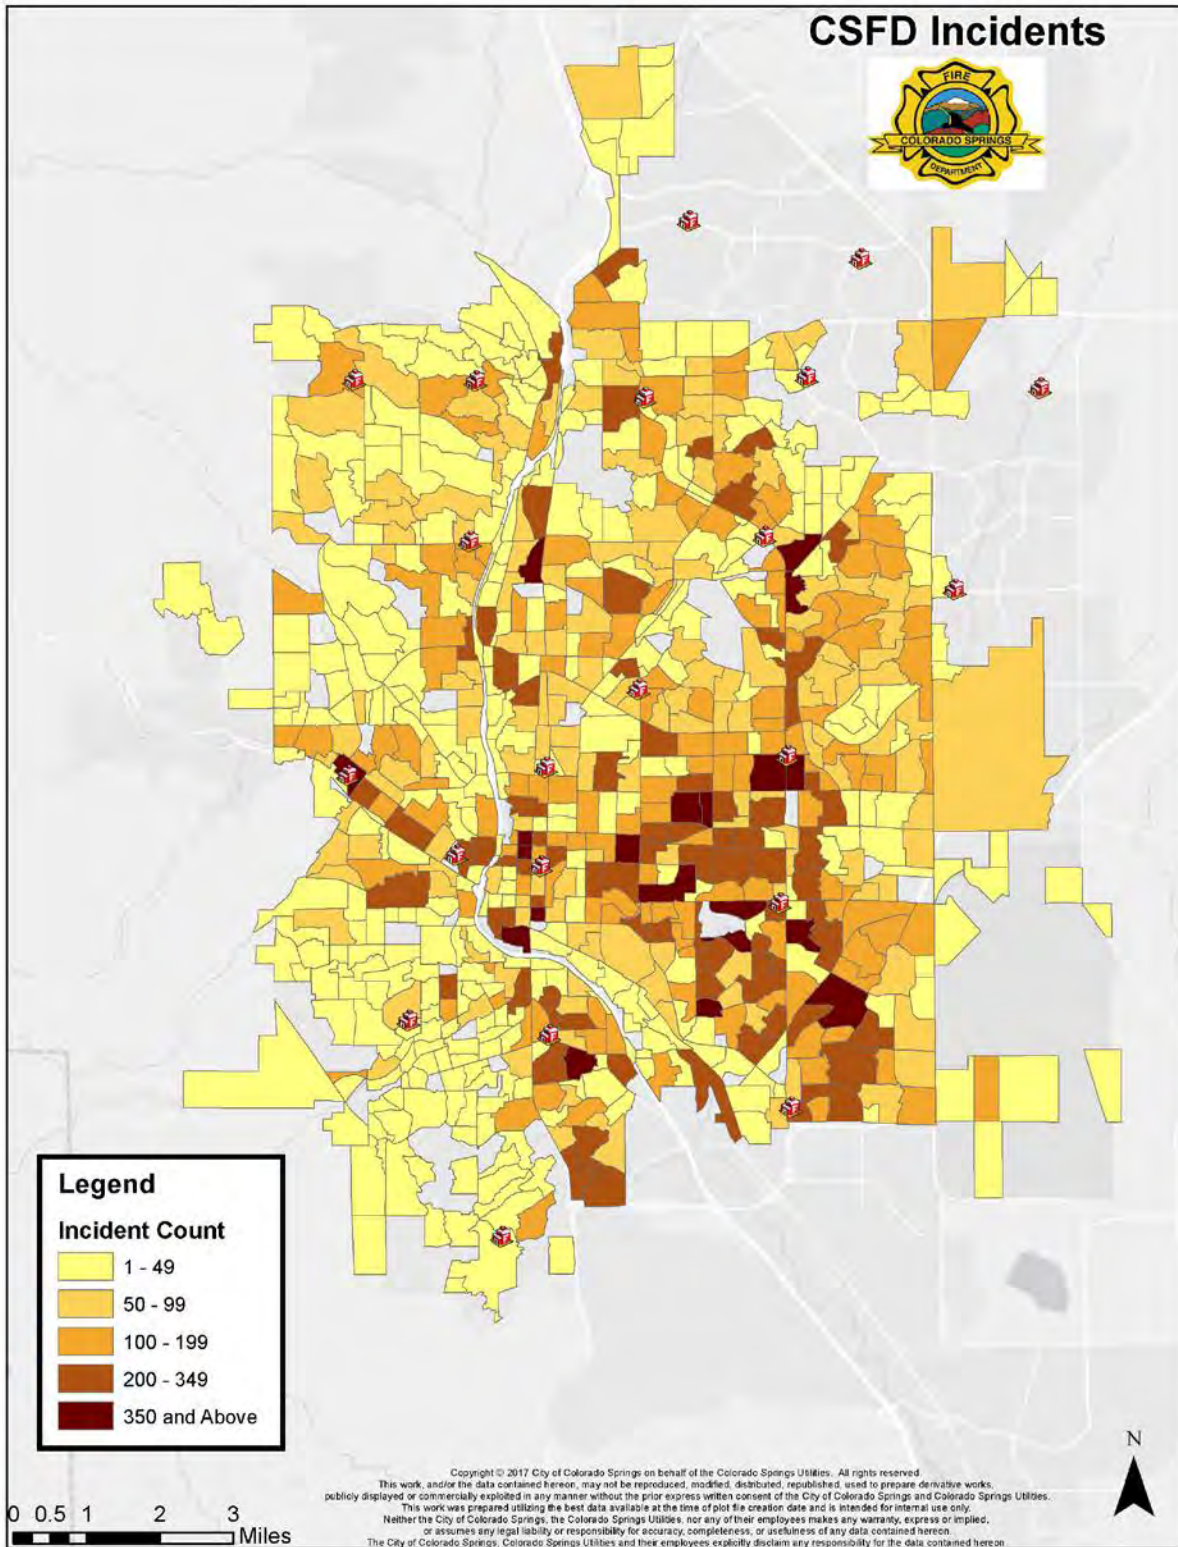 CSFD Incidents
FIRE
COLORADO SPRINGS
DEPARTMENT
Legend
Incident Count
1 - 49
50 - 99
100 - 199
200 - 349
350 and Above
N
0 0.5 1 2 3
Miles
Copyright © 2017 City of Colorado Springs on behalf of the Colorado Springs Utilities. All rights reserved.
This work, and/or the data contained hereon, may not be reproduced, modified, distributed, republished, used to prepare derivative works,
publicly displayed or commercially exploited in any manner without the prior express written consent of the City of Colorado Springs and Colorado Springs Utilities.
This work was prepared utilizing the best data available at the time of plot file creation date and is intended for internal use only.
Neither the City of Colorado Springs, the Colorado Springs Utilities, nor any of their employees makes any warranty, express or implied,
or assumes any legal liability or responsibility for accuracy, completeness, or usefulness of any data contained hereon.
The City of Colorado Springs, Colorado Springs Utilities and their employees explicitly disclaim any responsibility for the data contained hereon